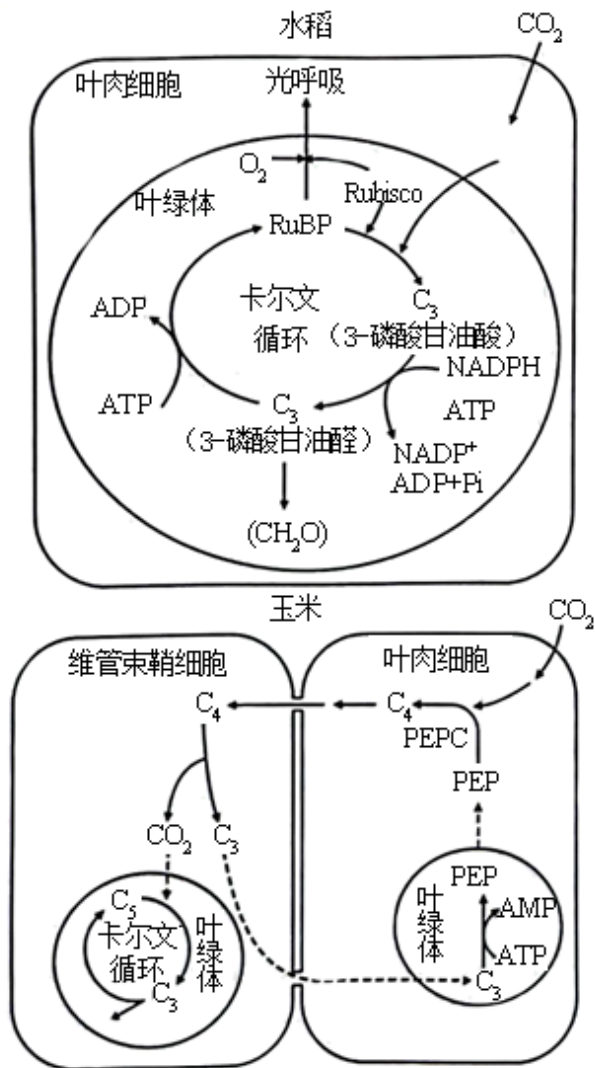 水稻
CO₂
叶肉细胞
光呼吸
O₂
Rubisco
叶绿体
RuBP
ADP
卡尔文
循环
C₃
(3-磷酸甘油酸)
NADPH
ATP
ATP
C₃
(3-磷酸甘油醛)
NADP⁺
ADP+Pi
(CH₂O)
玉米
CO₂
维管束鞘细胞
叶肉细胞
C₄
C₄
PEPC
PEP
CO₂
C₃
PEP
C₅
叶绿体
叶绿体
AMP
卡尔文
循环
ATP
C₃
C₃